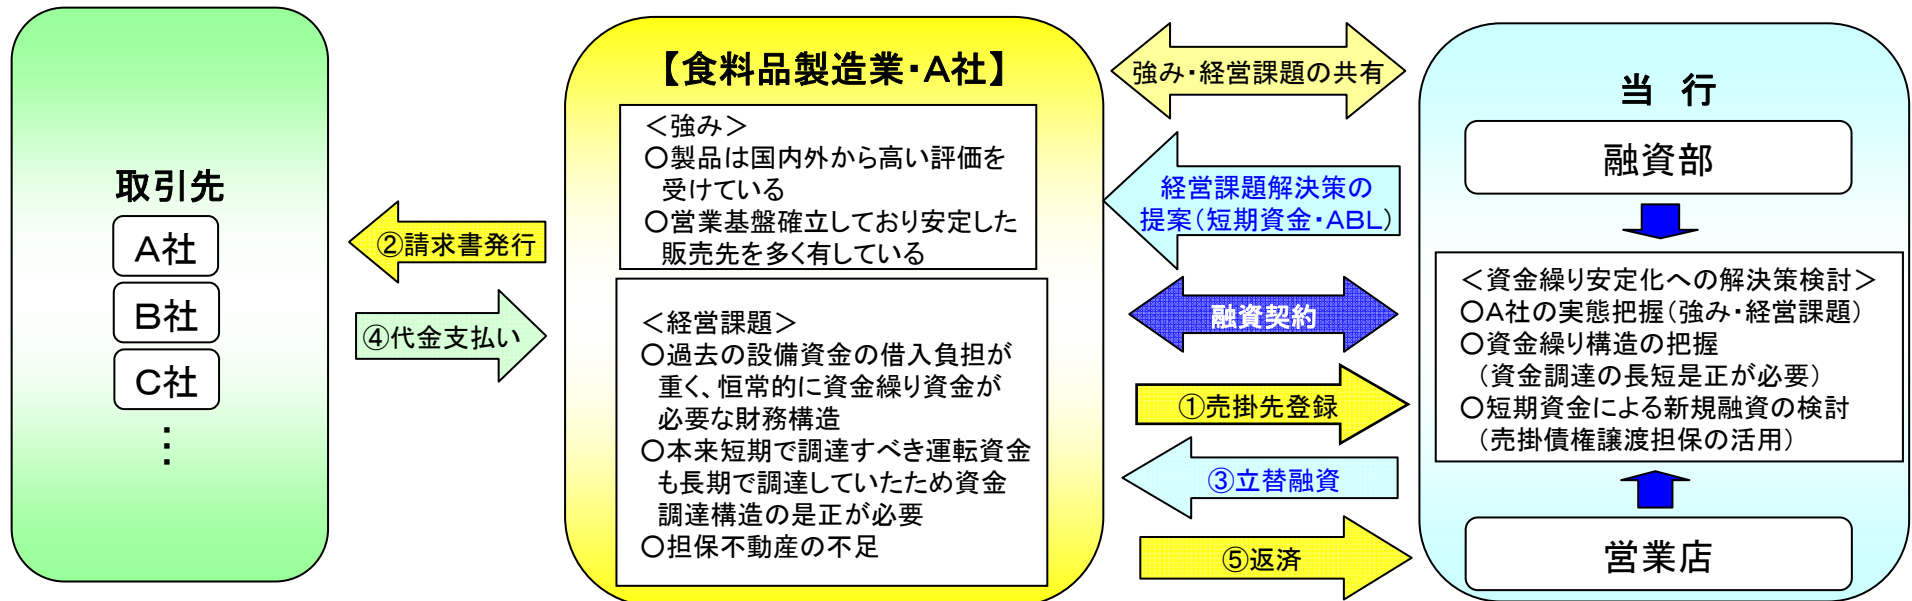 取引先
A社
B社
C社
⋮
②請求書発行
④代金支払い
【食料品製造業・A社】
＜強み＞
○製品は国内外から高い評価を
受けている
○営業基盤確立しており安定した
販売先を多く有している
＜経営課題＞
○過去の設備資金の借入負担が
重く、恒常的に資金繰り資金が
必要な財務構造
○本来短期で調達すべき運転資金
も長期で調達していたため資金
調達構造の是正が必要
○担保不動産の不足
強み・経営課題の共有
経営課題解決策の
提案（短期資金・ABL）
融資契約
①売掛先登録
③立替融資
⑤返済
当　行
融資部
＜資金繰り安定化への解決策検討＞
○A社の実態把握（強み・経営課題）
○資金繰り構造の把握
（資金調達の長短是正が必要）
○短期資金による新規融資の検討
（売掛債権譲渡担保の活用）
営業店